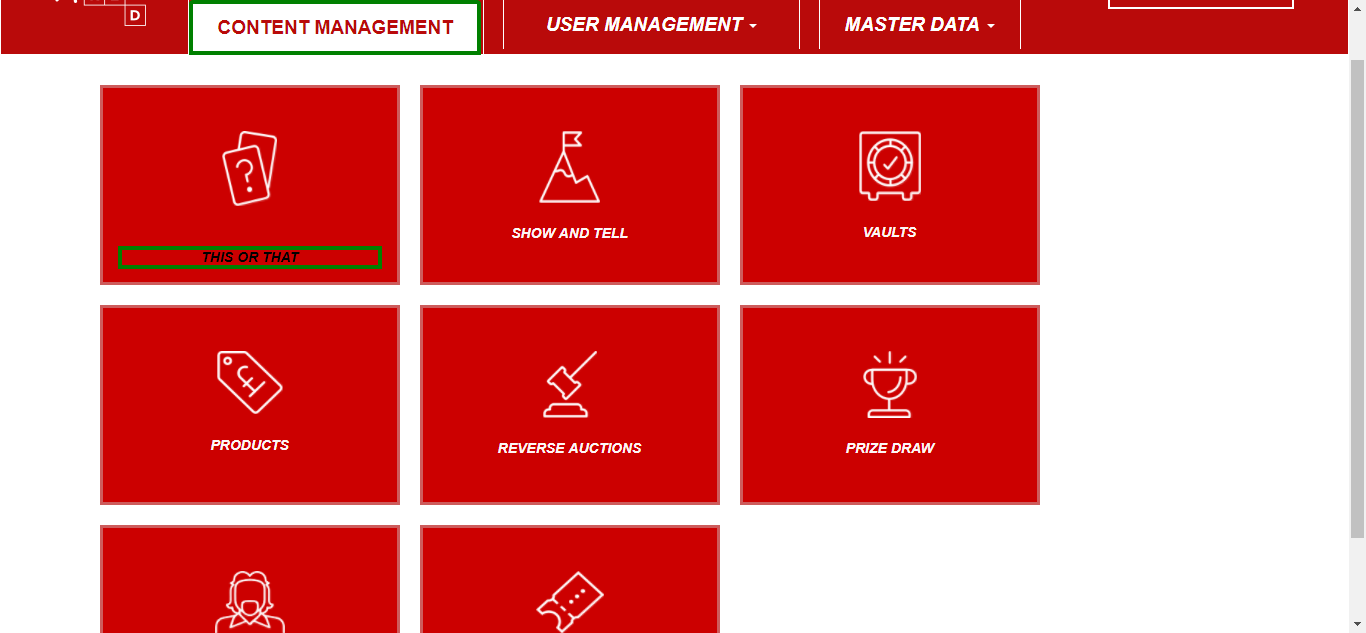 D
CONTENT MANAGEMENT
USER MANAGEMENT
MASTER DATA
?
THIS OR THAT
SHOW AND TELL
VAULTS
£
PRODUCTS
REVERSE AUCTIONS
PRIZE DRAW